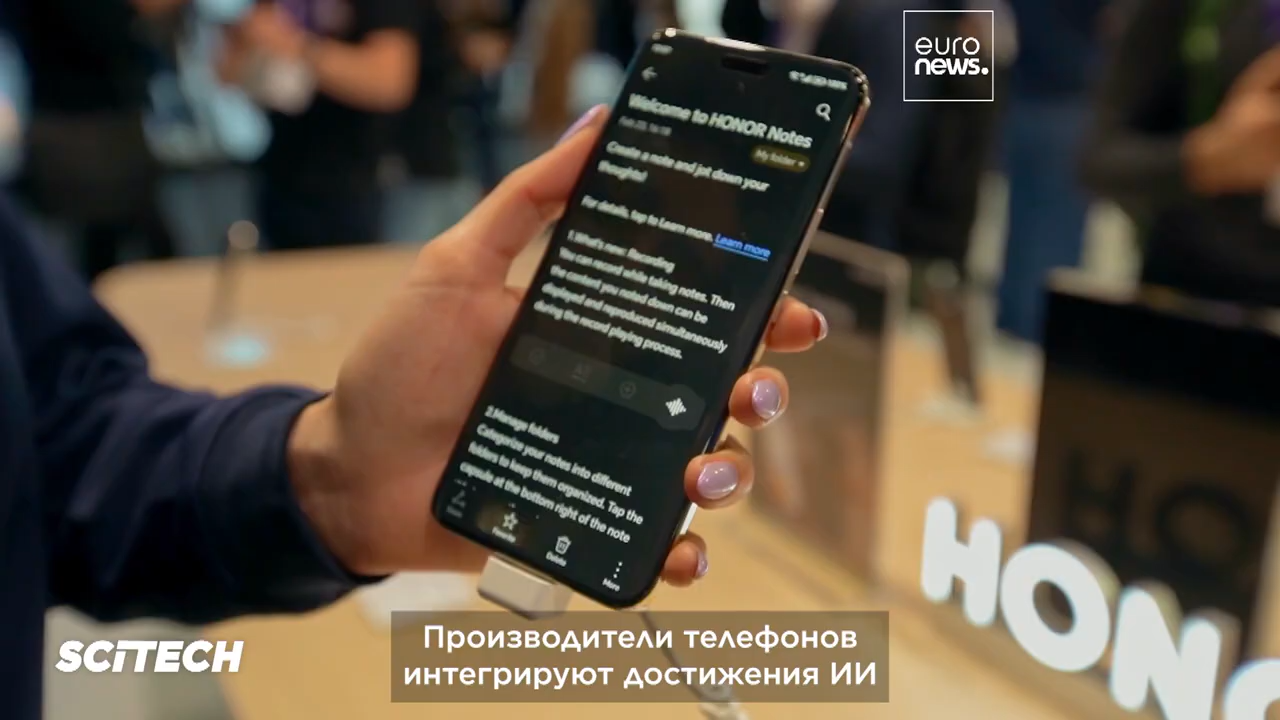 euro
news.
Welcome to HONOR Notes
My folder
Create a note and jot down your
thoughts!
For details, tap to Learn more. Learn more
1.What's new: Recording
You can record while taking notes. Then
the content you noted down can be
displayed and reproduced simultaneously
during the record playing process.
2.Manage folders
Categorize your notes into different
folders to keep them organized. Tap the
capsule at the bottom right of the note
Favorite
Delete
More
HONO
SCITECH
Производители телефонов
интегрируют достижения ИИ